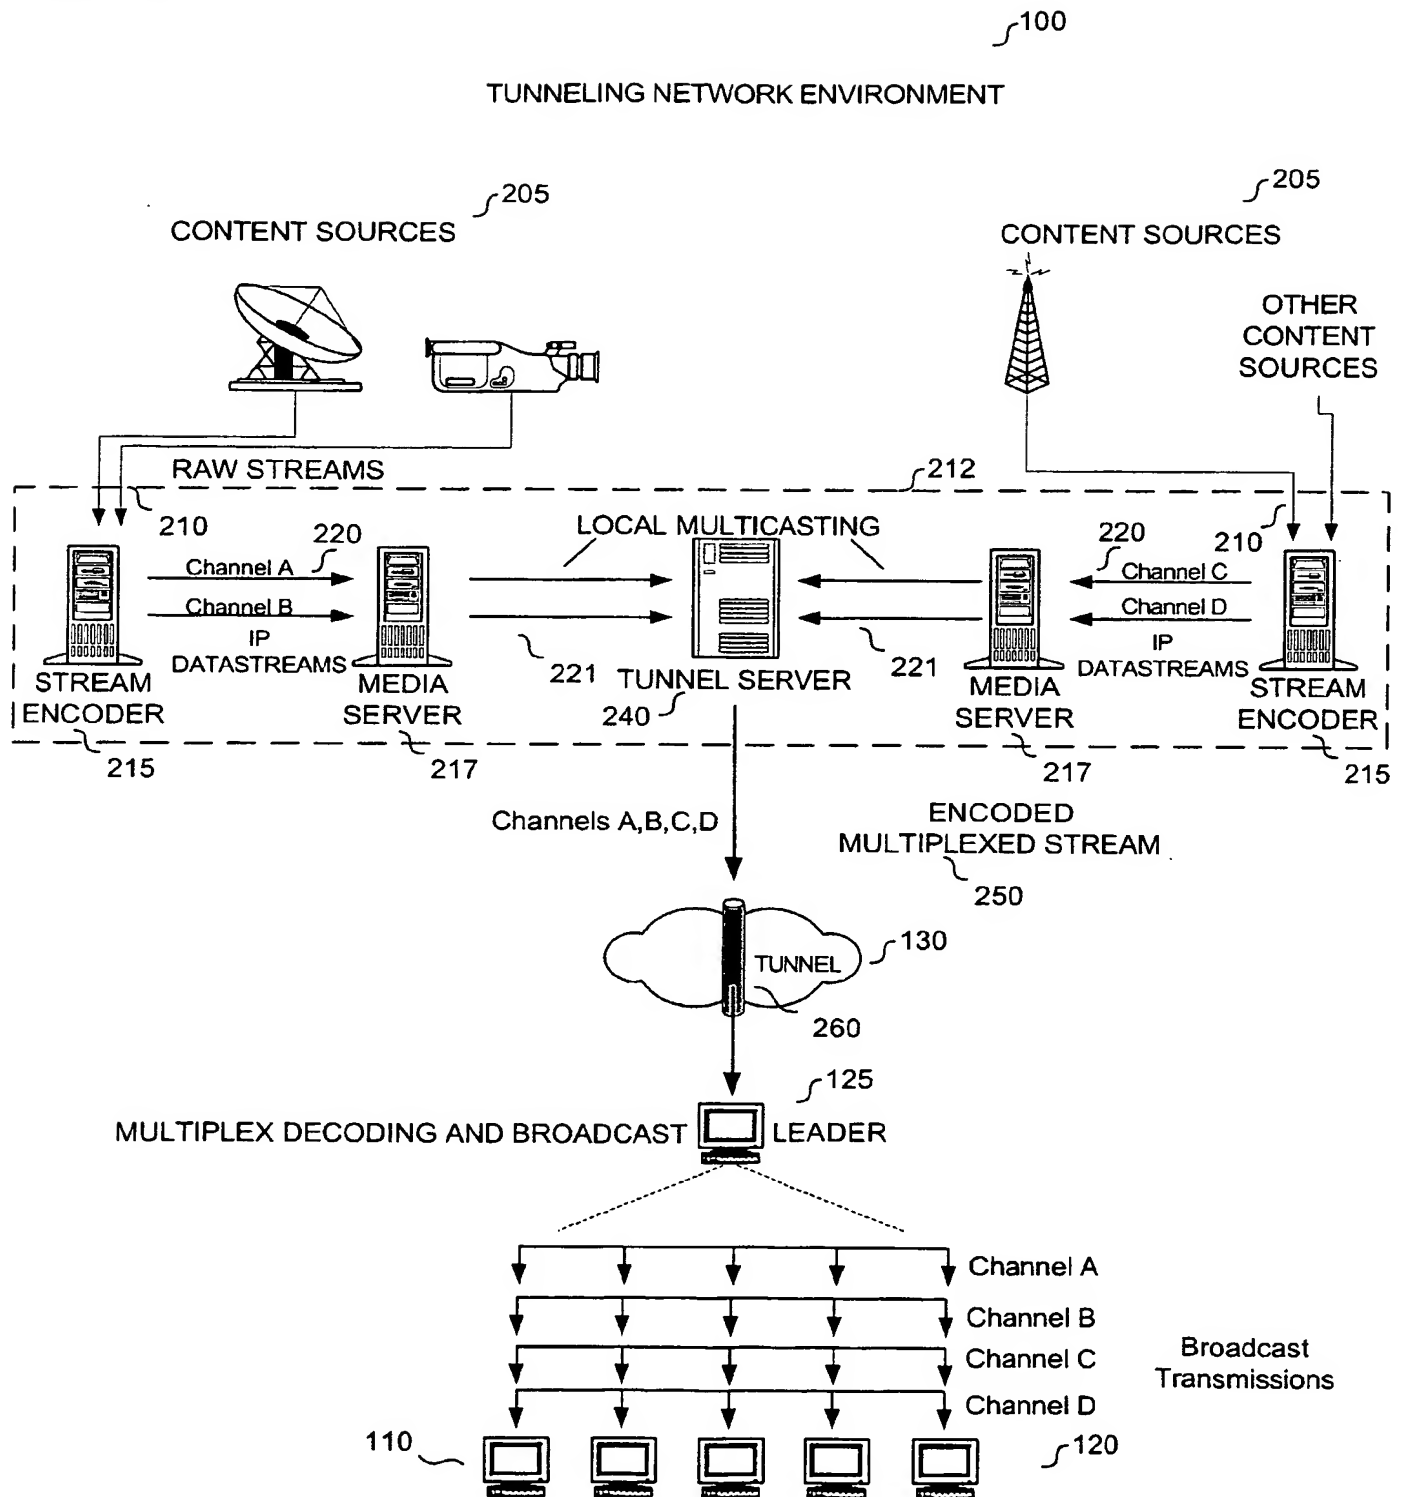 100
TUNNELING NETWORK ENVIRONMENT
205
CONTENT SOURCES
205
CONTENT SOURCES
OTHER
CONTENT
SOURCES
RAW STREAMS
212
210
LOCAL MULTICASTING
210
220
Channel A
Channel B
IP
DATASTREAMS
220
Channel C
Channel D
IP
DATASTREAMS
221
221
STREAM
ENCODER
215
MEDIA
SERVER
217
TUNNEL SERVER
240
MEDIA
SERVER
217
STREAM
ENCODER
215
Channels A,B,C,D
ENCODED
MULTIPLEXED STREAM
250
130
TUNNEL
260
125
MULTIPLEX DECODING AND BROADCAST
LEADER
Channel A
Channel B
Channel C
Channel D
Broadcast
Transmissions
110
120